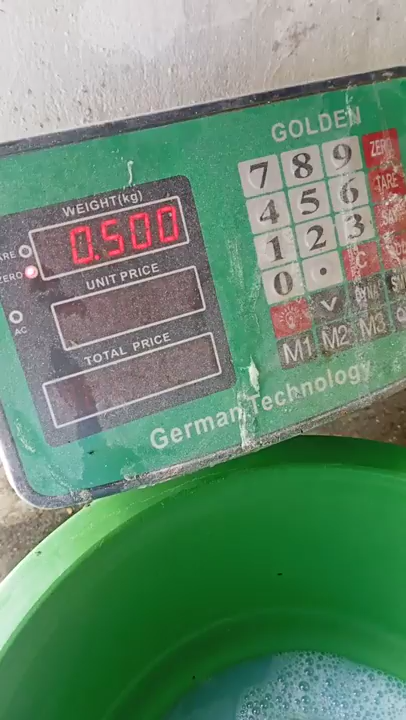 GOLDEN
WEIGHT(kg)
0.500
ZERO
UNIT PRICE
AC
TOTAL PRICE
7 8 9 ZERO
4 5 6 TARE
1 2 3
0 . C
M1 M2 M3
German Technology